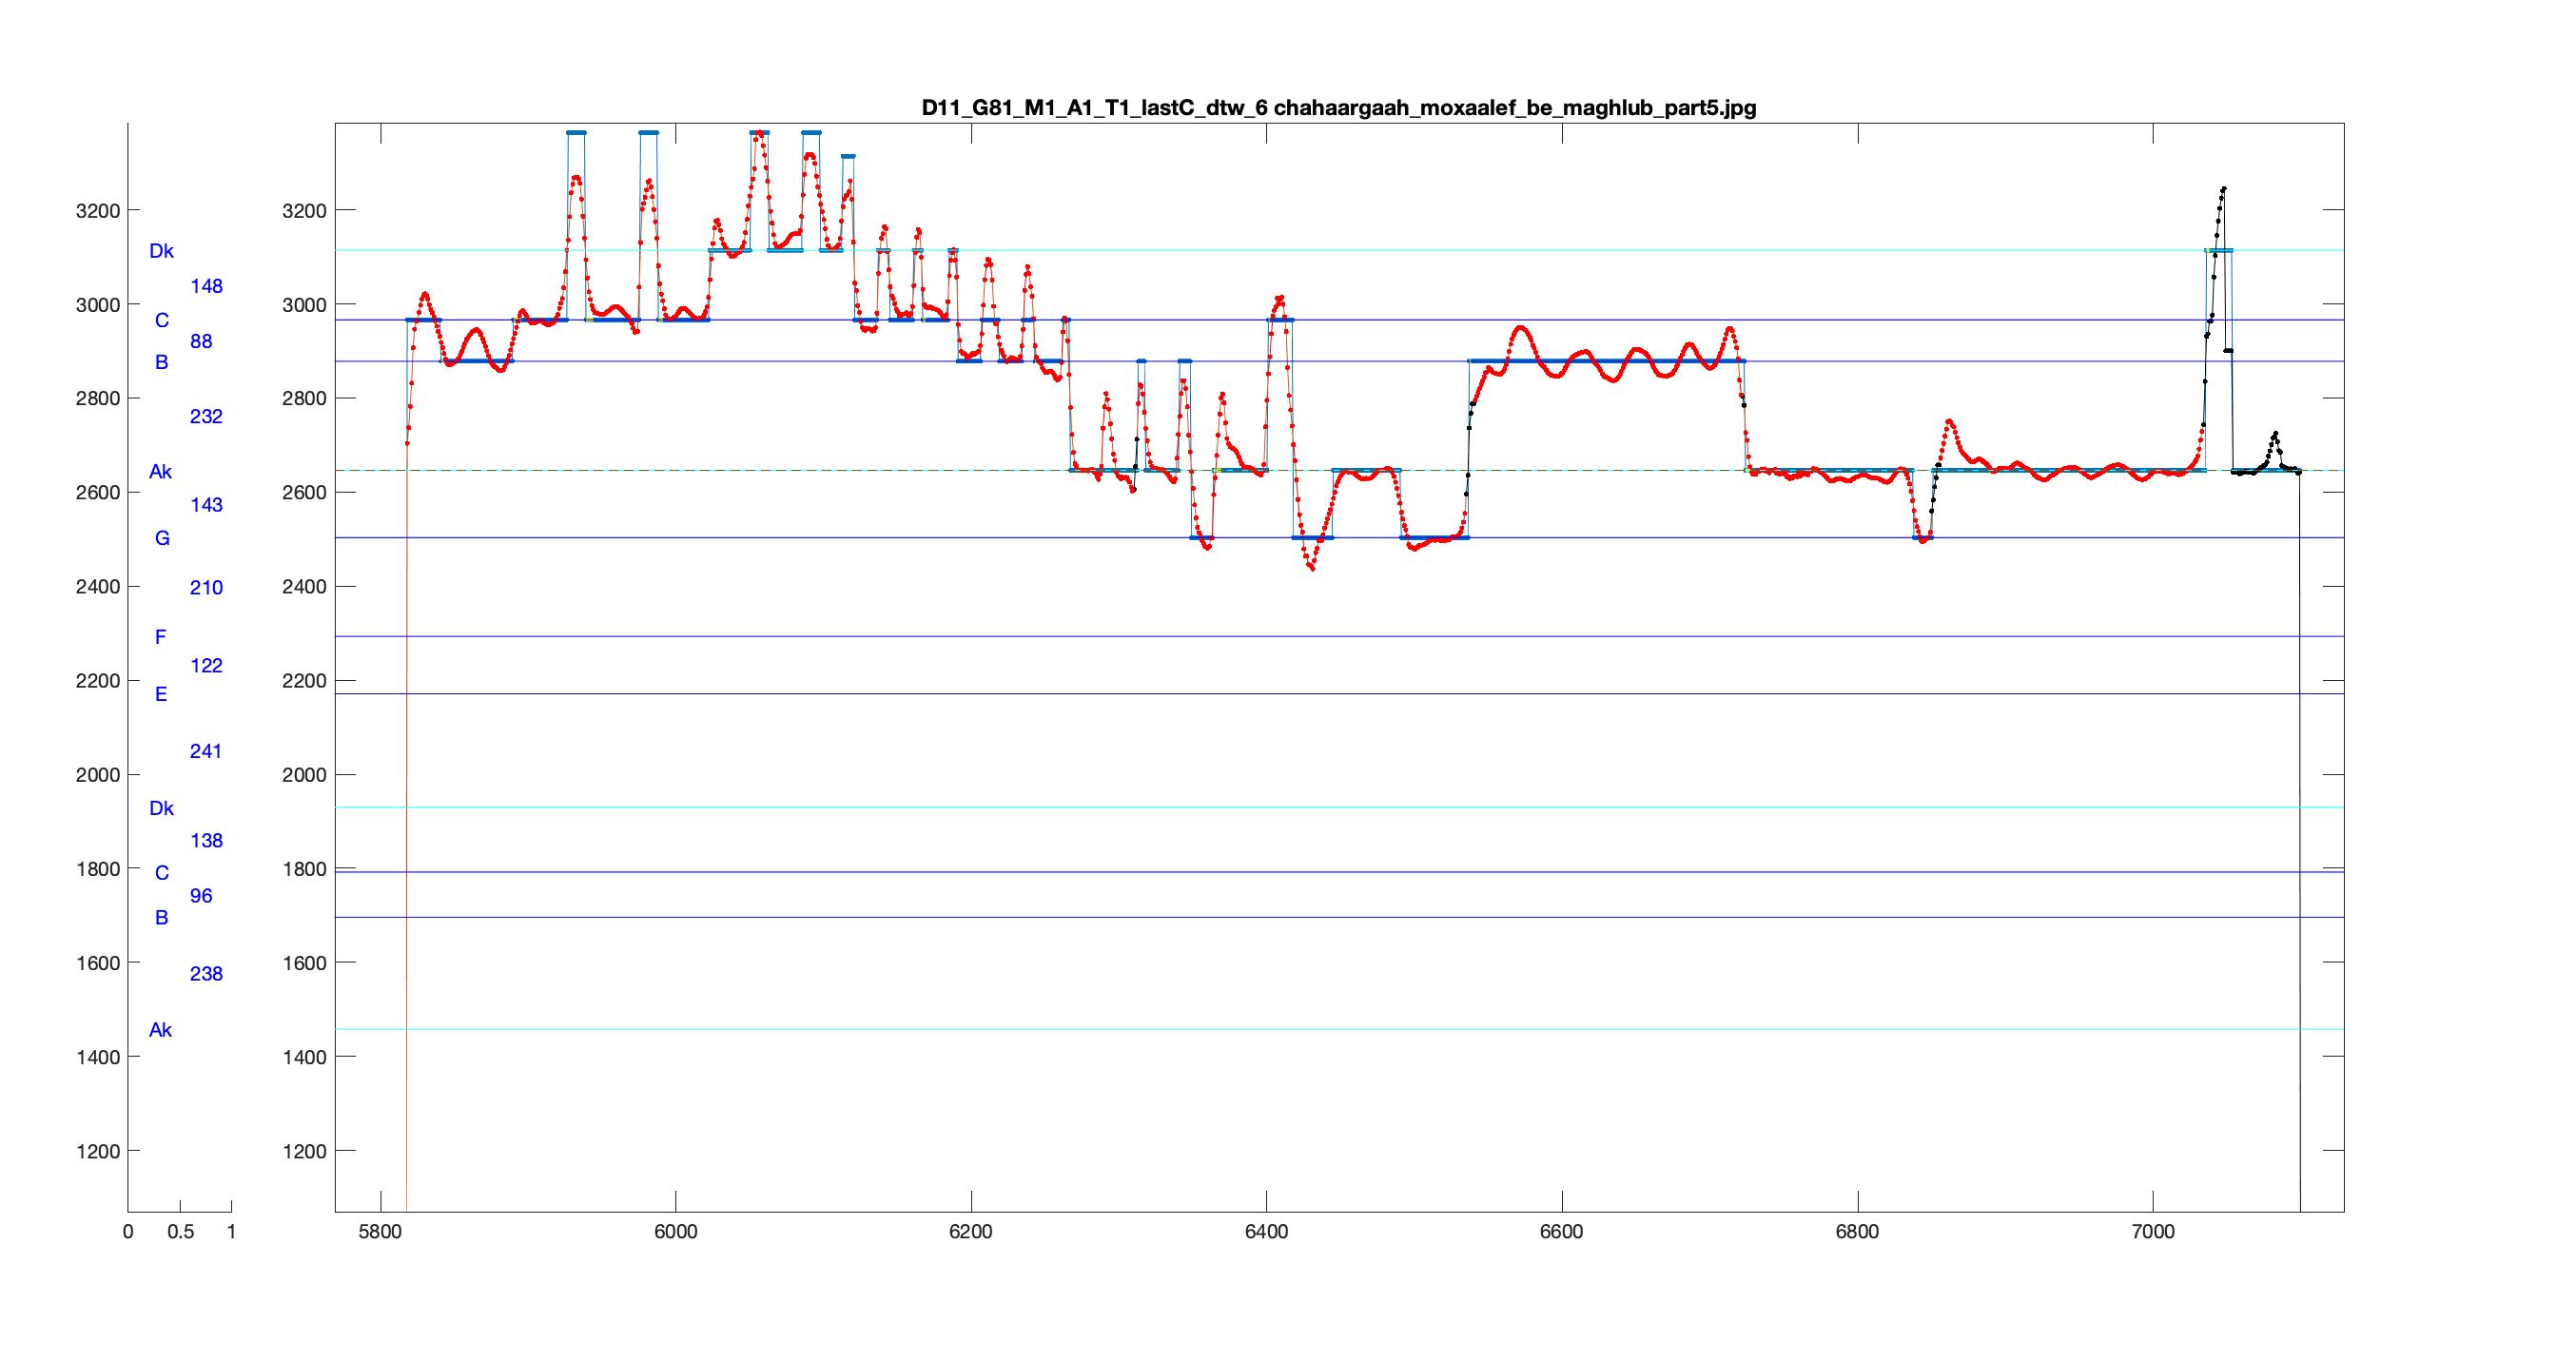 D11_G81_M1_A1_T1_lastC_dtw_6 chahaargaah_moxaalef_be_maghlub_part5.jpg
3200 3200
Dk
148
3000 3000
C
88
B
2800 2800
232
Ak
2600 2600
143
G
2400 210 2400
F
122
2200 2200
E
241
2000 2000
Dk
138
1800 C 1800
96
B
1600 238 1600
Ak
1400 1400
1200 1200
0 0.5 1 5800 6000 6200 6400 6600 6800 7000